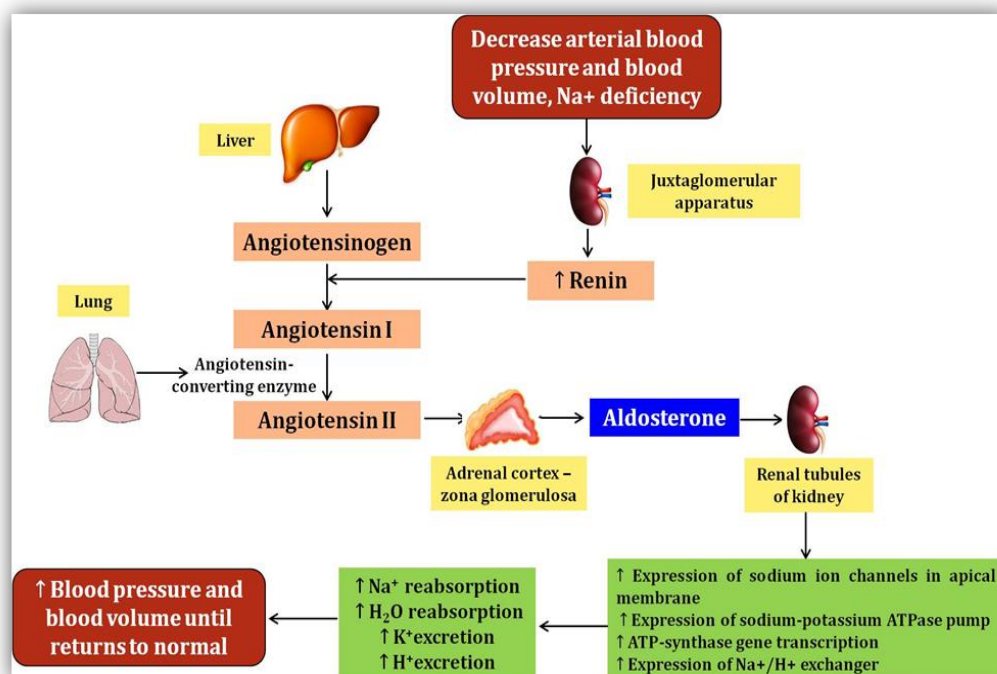 Decrease arterial blood
pressure and blood
volume, Na+ deficiency
Liver
Juxtaglomerular
apparatus
Angiotensinogen
↑ Renin
Lung
Angiotensin I
Angiotensin-
converting enzyme
Angiotensin II
Aldosterone
Adrenal cortex –
zona glomerulosa
Renal tubules
of kidney
↑ Expression of sodium ion channels in apical
membrane
↑Expression of sodium-potassium ATPase pump
↑ATP-synthase gene transcription
↑Expression of Na+/H+ exchanger
↑Na⁺ reabsorption
↑H₂O reabsorption
↑K⁺excretion
↑H⁺excretion
↑ Blood pressure and
blood volume until
returns to normal